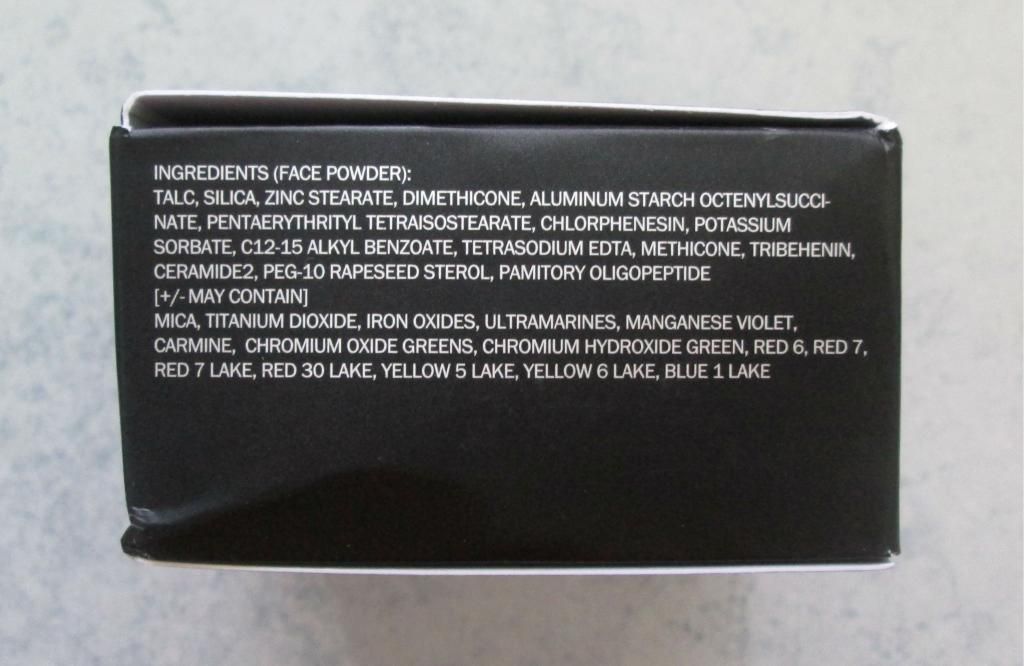 INGREDIENTS (FACE POWDER):
TALC, SILICA, ZINC STEARATE, DIMETHICONE, ALUMINUM STARCH OCTENYLSUCCI-
NATE, PENTAERYTHRITYL TETRAISOSTEARATE, CHLORPHENESIN, POTASSIUM
SORBATE, C12-15 ALKYL BENZOATE, TETRASODIUM EDTA, METHICONE, TRIBEHENIN,
CERAMIDE2, PEG-10 RAPESEED STEROL, PAMITORY OLIGOPEPTIDE
[+/- MAY CONTAIN]
MICA, TITANIUM DIOXIDE, IRON OXIDES, ULTRAMARINES, MANGANESE VIOLET,
CARMINE, CHROMIUM OXIDE GREENS, CHROMIUM HYDROXIDE GREEN, RED 6, RED 7,
RED 7 LAKE, RED 30 LAKE, YELLOW 5 LAKE, YELLOW 6 LAKE, BLUE 1 LAKE